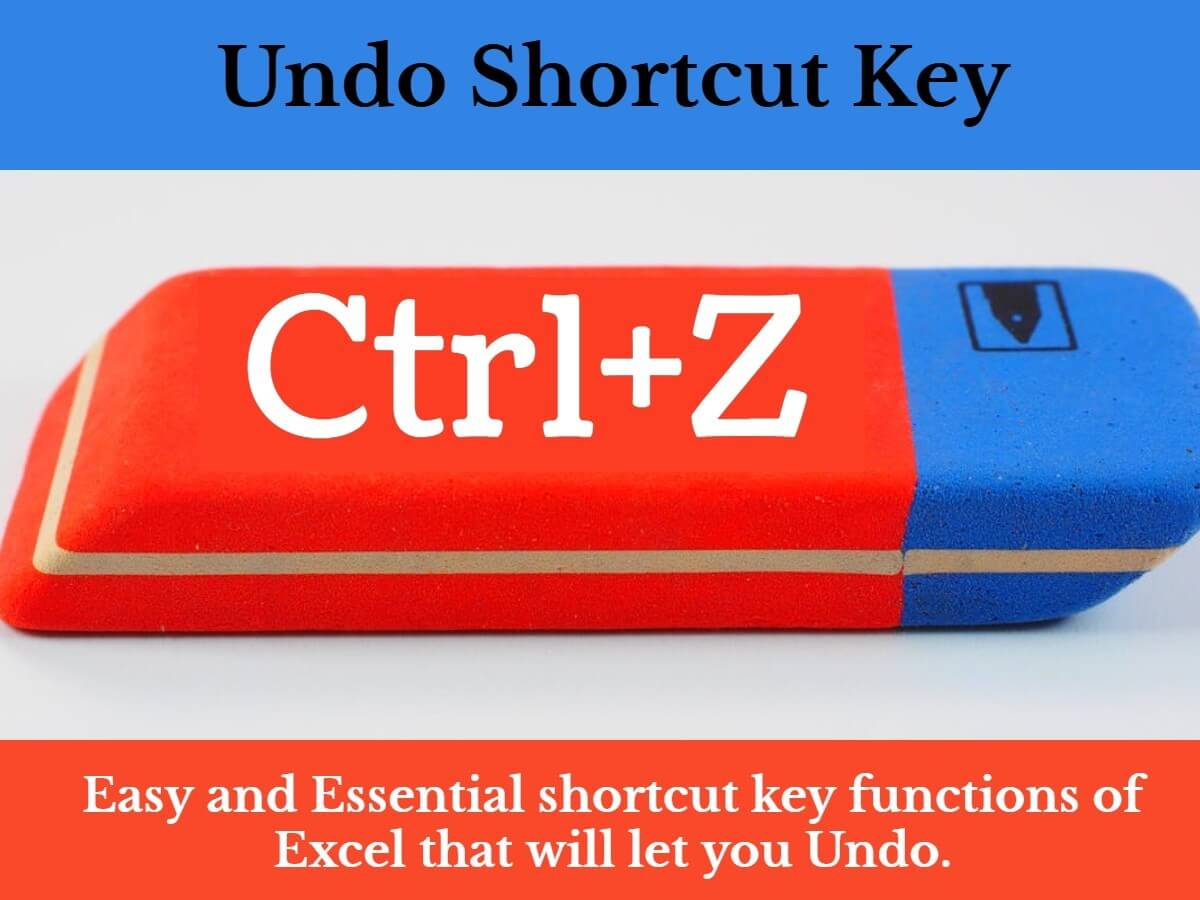 Undo Shortcut Key
Ctrl+Z
Easy and Essential shortcut key functions of
Excel that will let you Undo.